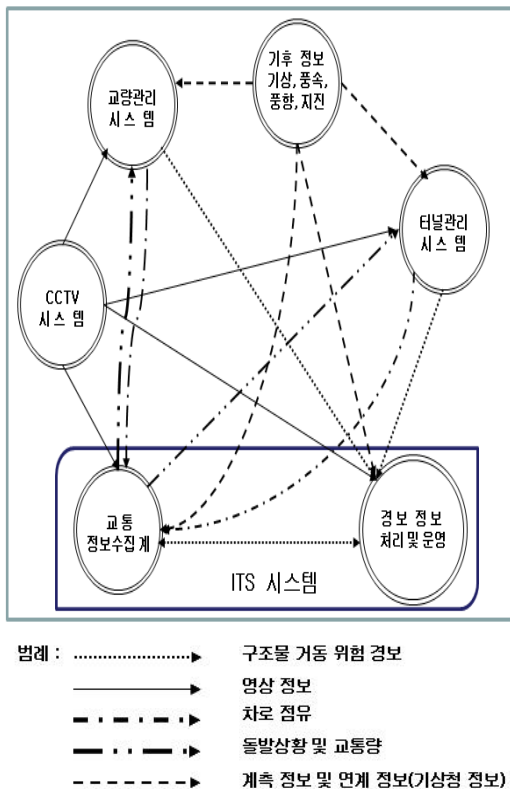 기후 정보
기상, 풍속,
풍향, 지진
교량관리
시스템
터널관리
시스템
CCTV
시스템
교통
정보수집계
경보 정보
처리및운영
ITS 시스템
범례 :
구조물 거동 위험 경보
영상 정보
차로 점유
돌발상황 및 교통량
계측 정보 및 연계 정보(기상청 정보)